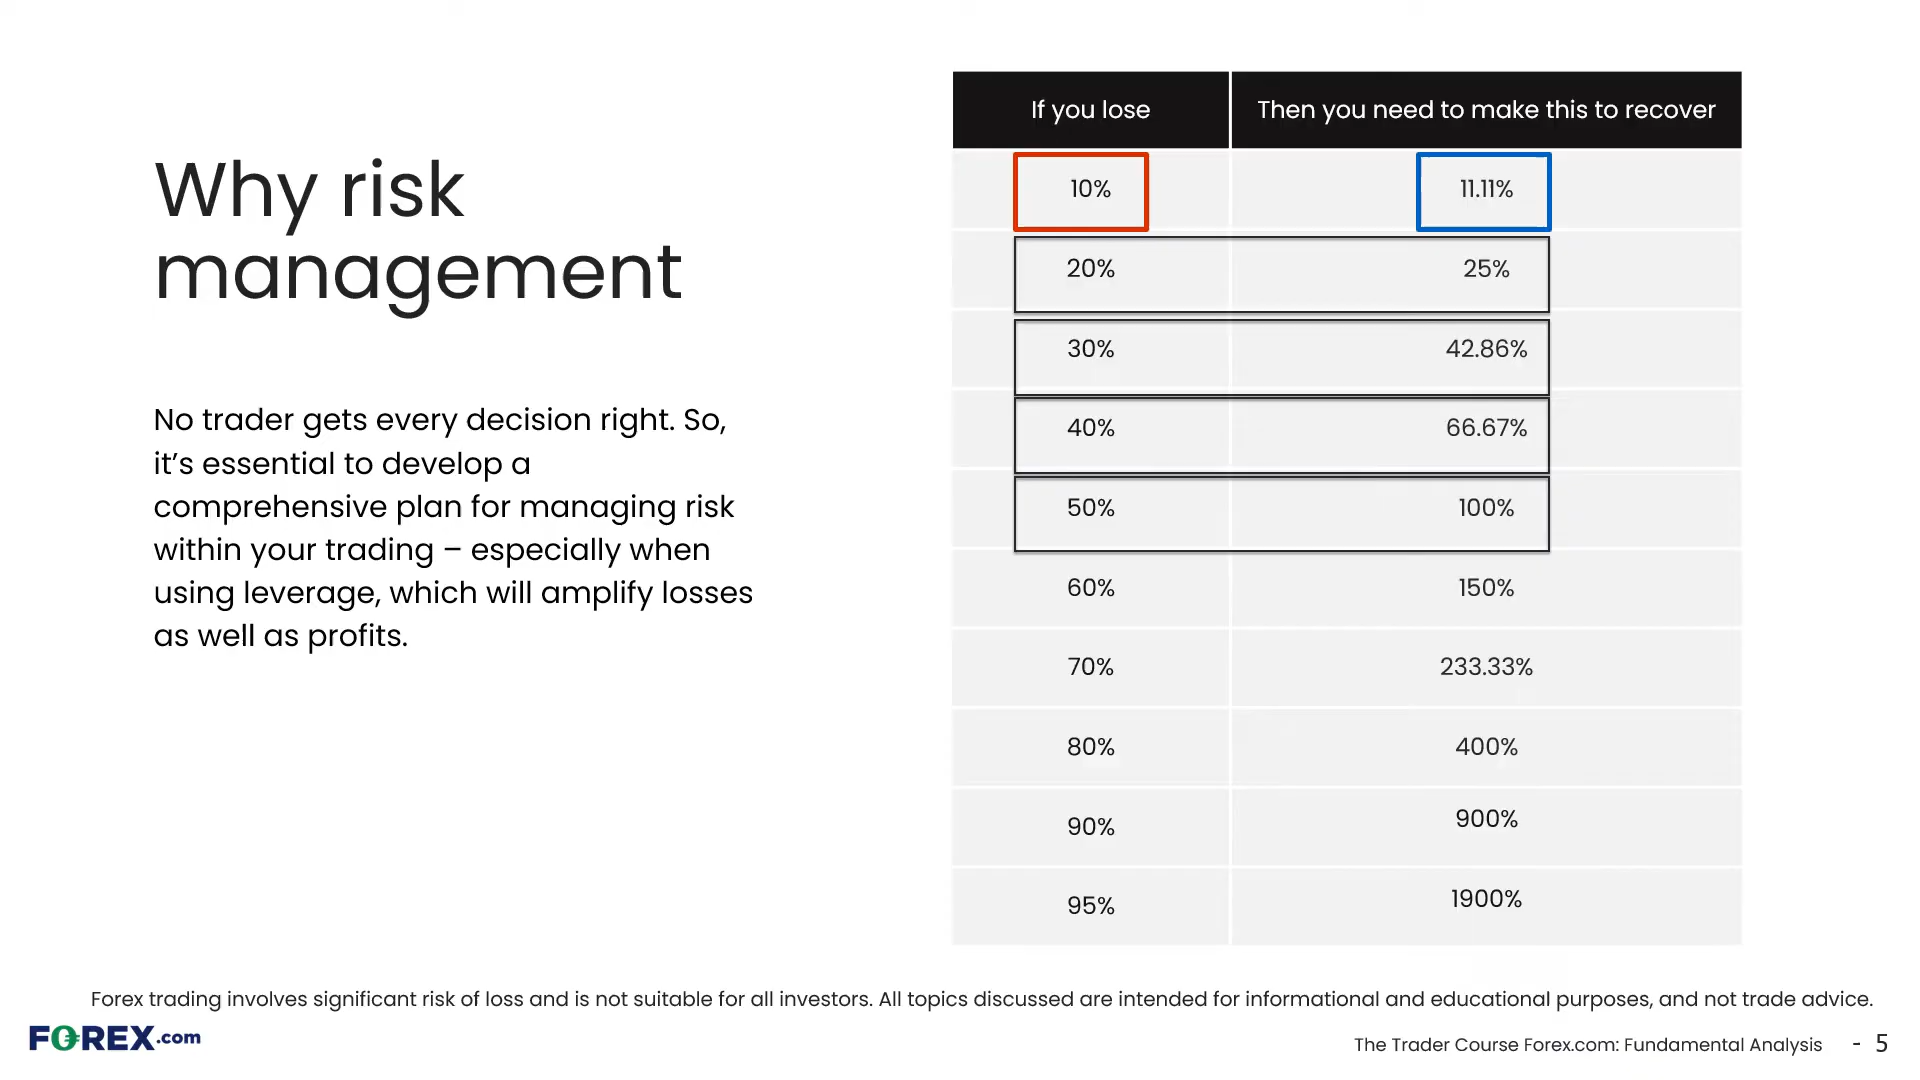 Why risk
management
No trader gets every decision right. So,
it’s essential to develop a
comprehensive plan for managing risk
within your trading – especially when
using leverage, which will amplify losses
as well as profits.
If you lose Then you need to make this to recover
10% 11.11%
20% 25%
30% 42.86%
40% 66.67%
50% 100%
60% 150%
70% 233.33%
80% 400%
90% 900%
95% 1900%
Forex trading involves significant risk of loss and is not suitable for all investors. All topics discussed are intended for informational and educational purposes, and not trade advice.
FOREX.com
The Trader Course Forex.com: Fundamental Analysis - 5